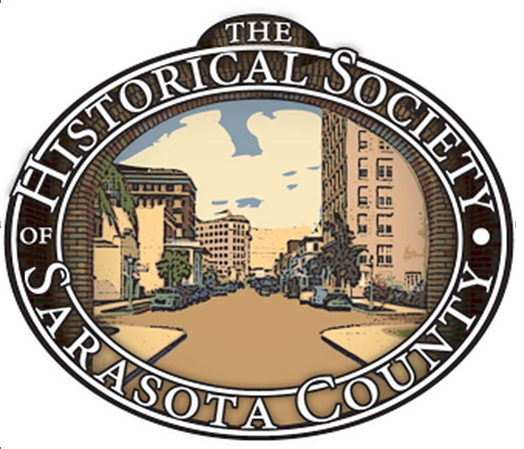 THE
HISTORICAL SOCIETY
OF
SARASOTA COUNTY